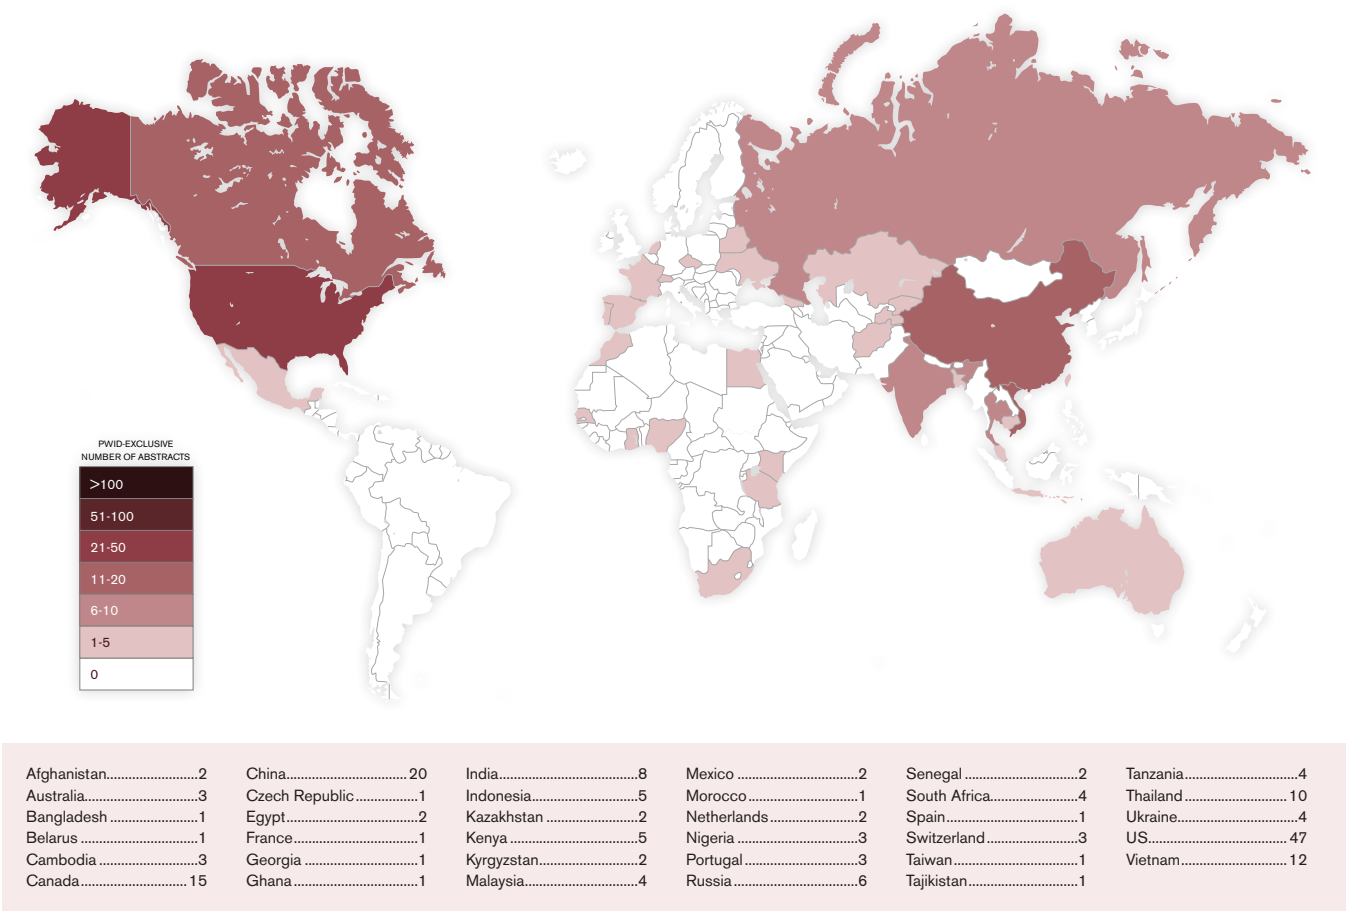 PWID-EXCLUSIVE
NUMBER OF ABSTRACTS
>100
51-100
21-50
11-20
6-10
1-5
0
Afghanistan........................2
Australia..............................3
Bangladesh.......................1
Belarus................................1
Cambodia..........................3
Canada............................15
China................................20
Czech Republic................1
Egypt...................................2
France.................................1
Georgia..............................1
Ghana.................................1
India.....................................8
Indonesia............................5
Kazakhstan........................2
Kenya..................................5
Kyrgyzstan..........................2
Malaysia..............................4
Mexico................................2
Morocco..............................1
Netherlands.......................2
Nigeria.................................3
Portugal..............................3
Russia.................................6
Senegal..............................2
South Africa.......................4
Spain...................................1
Switzerland........................3
Taiwan.................................1
Tajikistan.............................1
Tanzania..............................4
Thailand...........................10
Ukraine................................4
US.....................................47
Vietnam............................12